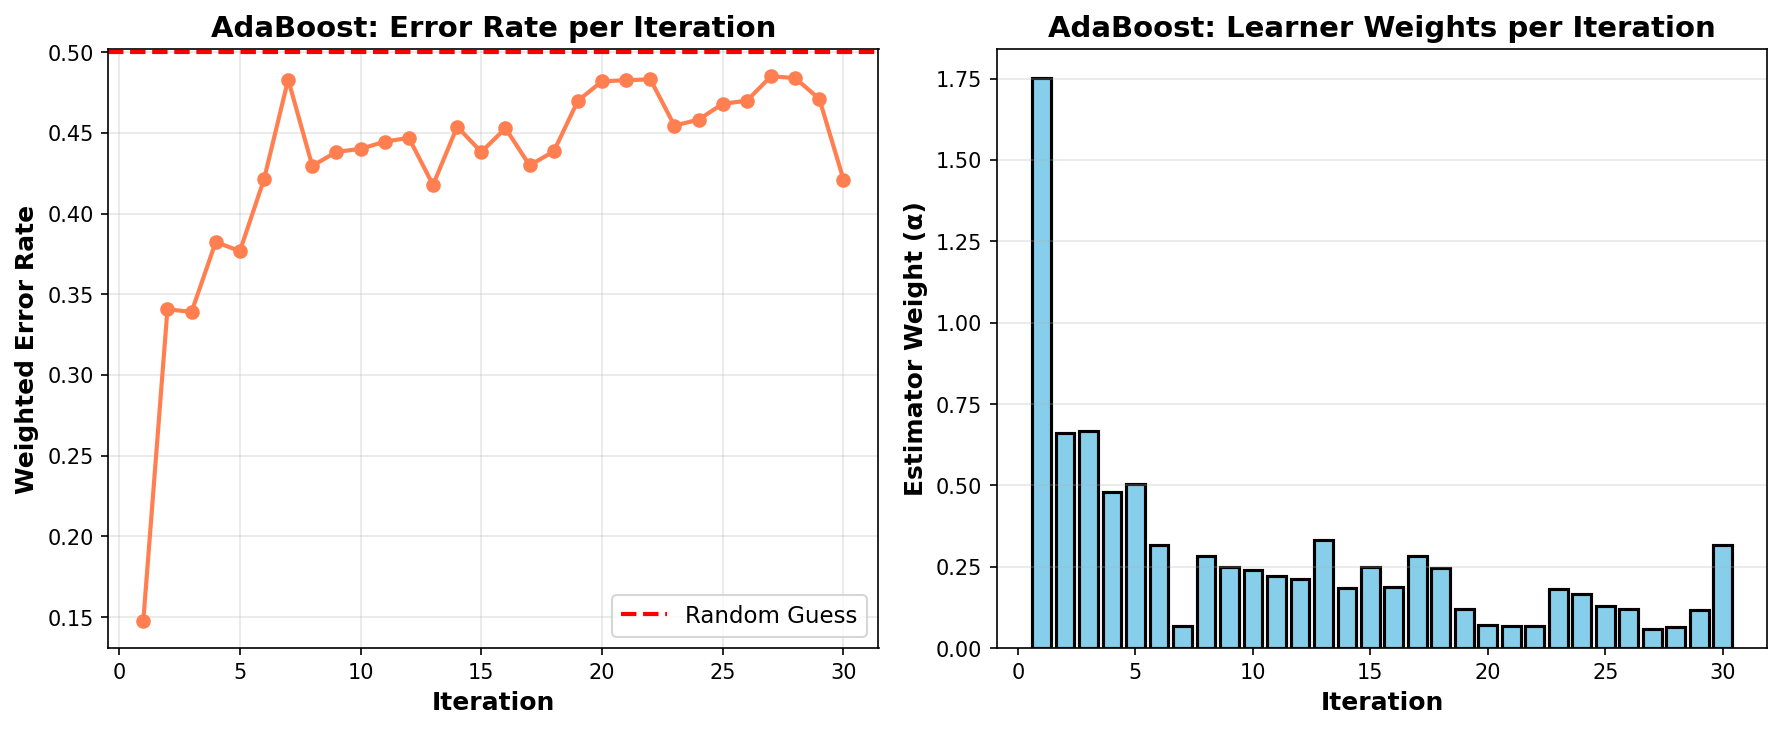 AdaBoost: Error Rate per Iteration
0.50
0.45
0.40
0.35
0.30
0.25
0.20
0.15
Weighted Error Rate
Random Guess
0 5 10 15 20 25 30
Iteration
AdaBoost: Learner Weights per Iteration
1.75
1.50
1.25
1.00
0.75
0.50
0.25
0.00
Estimator Weight (α)
0 5 10 15 20 25 30
Iteration